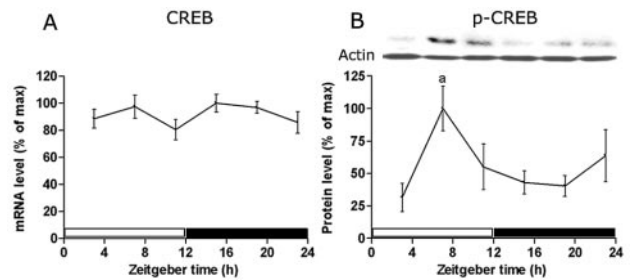 A
CREB
B
p-CREB
Actin
mRNA level (% of max)
120
100
80
60
40
20
0
0 4 8 12 16 20 24
Zeitgeber time (h)
Protein level (% of max)
125
100
75
50
25
0
a
0 4 8 12 16 20 24
Zeitgeber time (h)